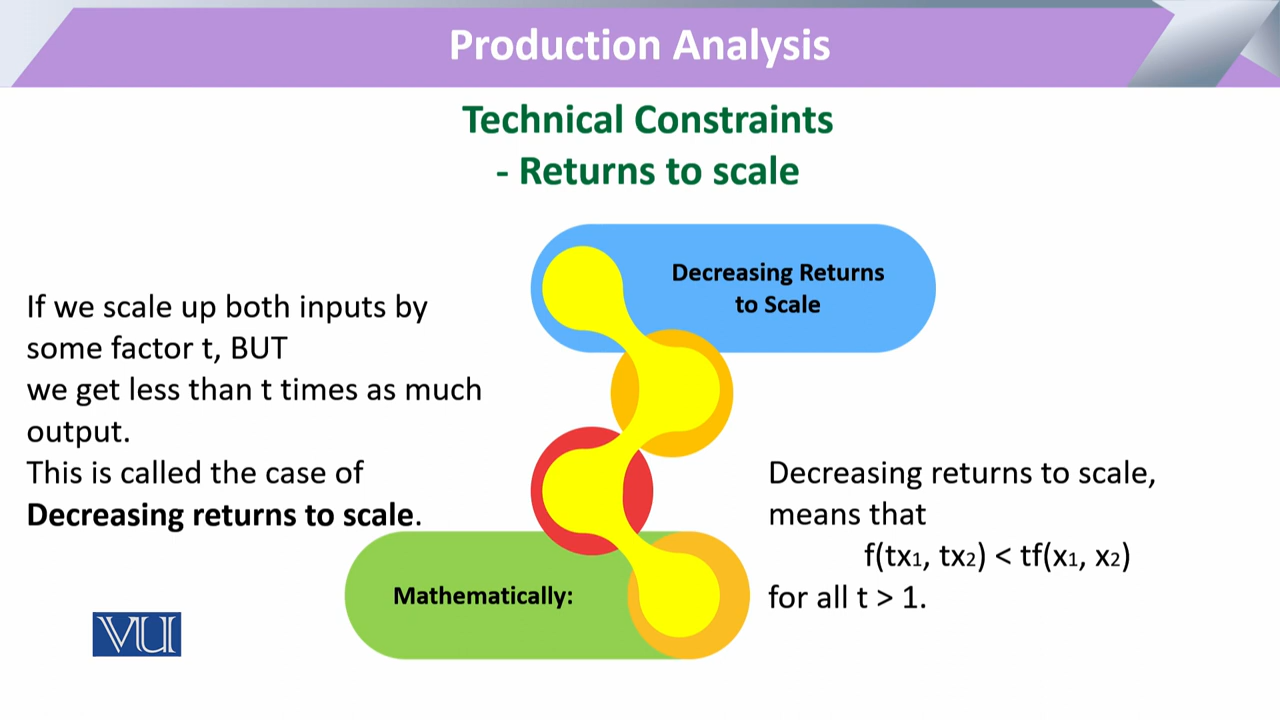 Production Analysis
Technical Constraints
- Returns to scale
Decreasing Returns
to Scale
If we scale up both inputs by
some factor t, BUT
we get less than t times as much
output.
This is called the case of
Decreasing returns to scale.
Mathematically:
Decreasing returns to scale,
means that
f(tx1, tx2) < tf(x1, x2)
for all t > 1.
VU